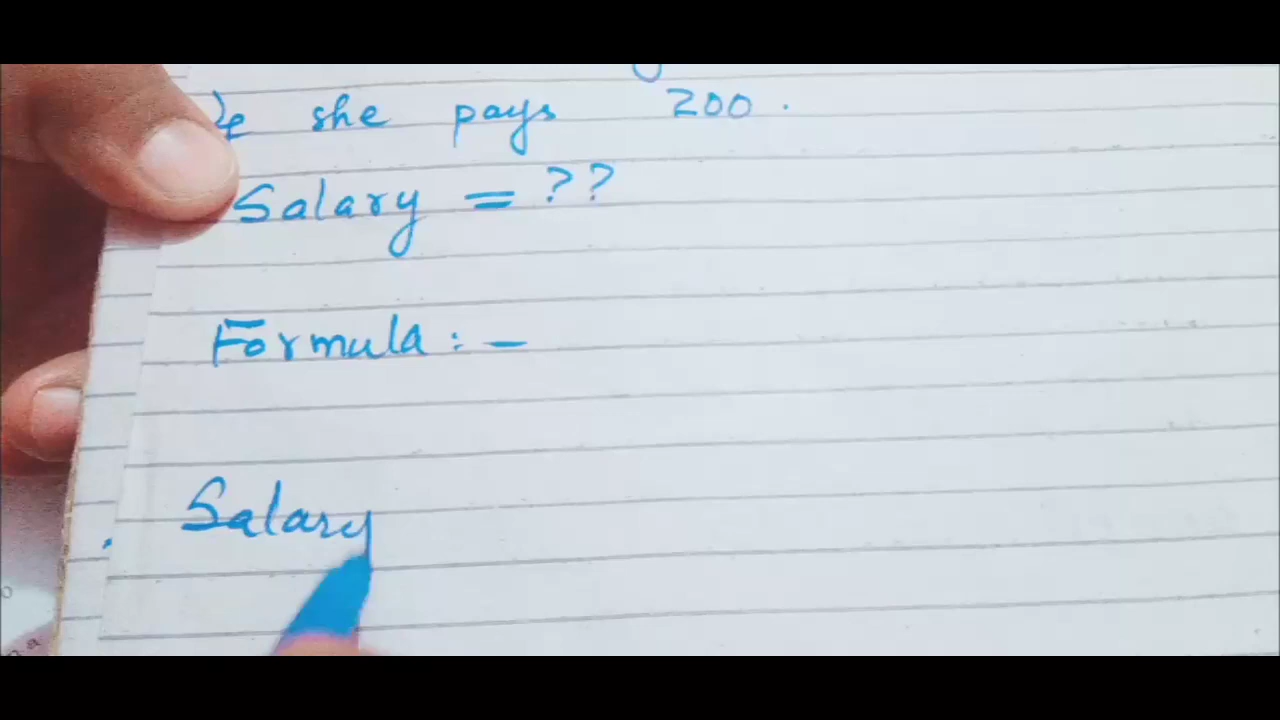 she pays 200.
Salary = ??
Formula : -
Salary